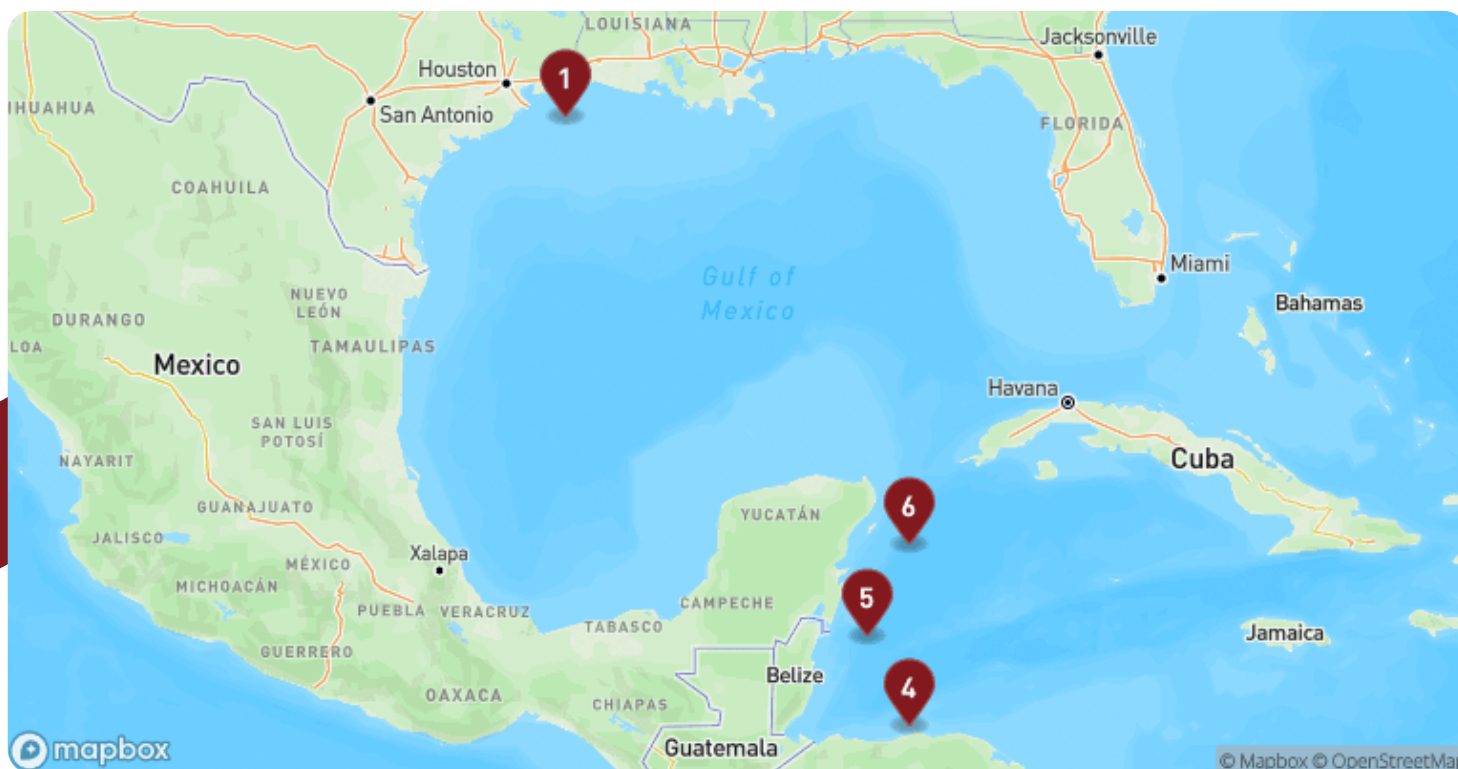 LOUISIANA
Jacksonville
Houston
1
San Antonio
HUAHUA
FLORIDA
COAHUILA
Gulf of
Mexico
Miami
NUEVO
LEÓN
Bahamas
DURANGO
LOA
TAMAULIPAS
Mexico
Havana
SAN LUIS
POTOSÍ
NAYARIT
Cuba
GUANAJUATO
YUCATÁN
6
JALISCO
MÉXICO
Xalapa
MICHOACÁN
PUEBLA
VERACRUZ
CAMPECHE
5
TABASCO
Jamaica
GUERRERO
Belize
OAXACA
CHIAPAS
4
mapbox
Guatemala
© Mapbox © OpenStreetMap